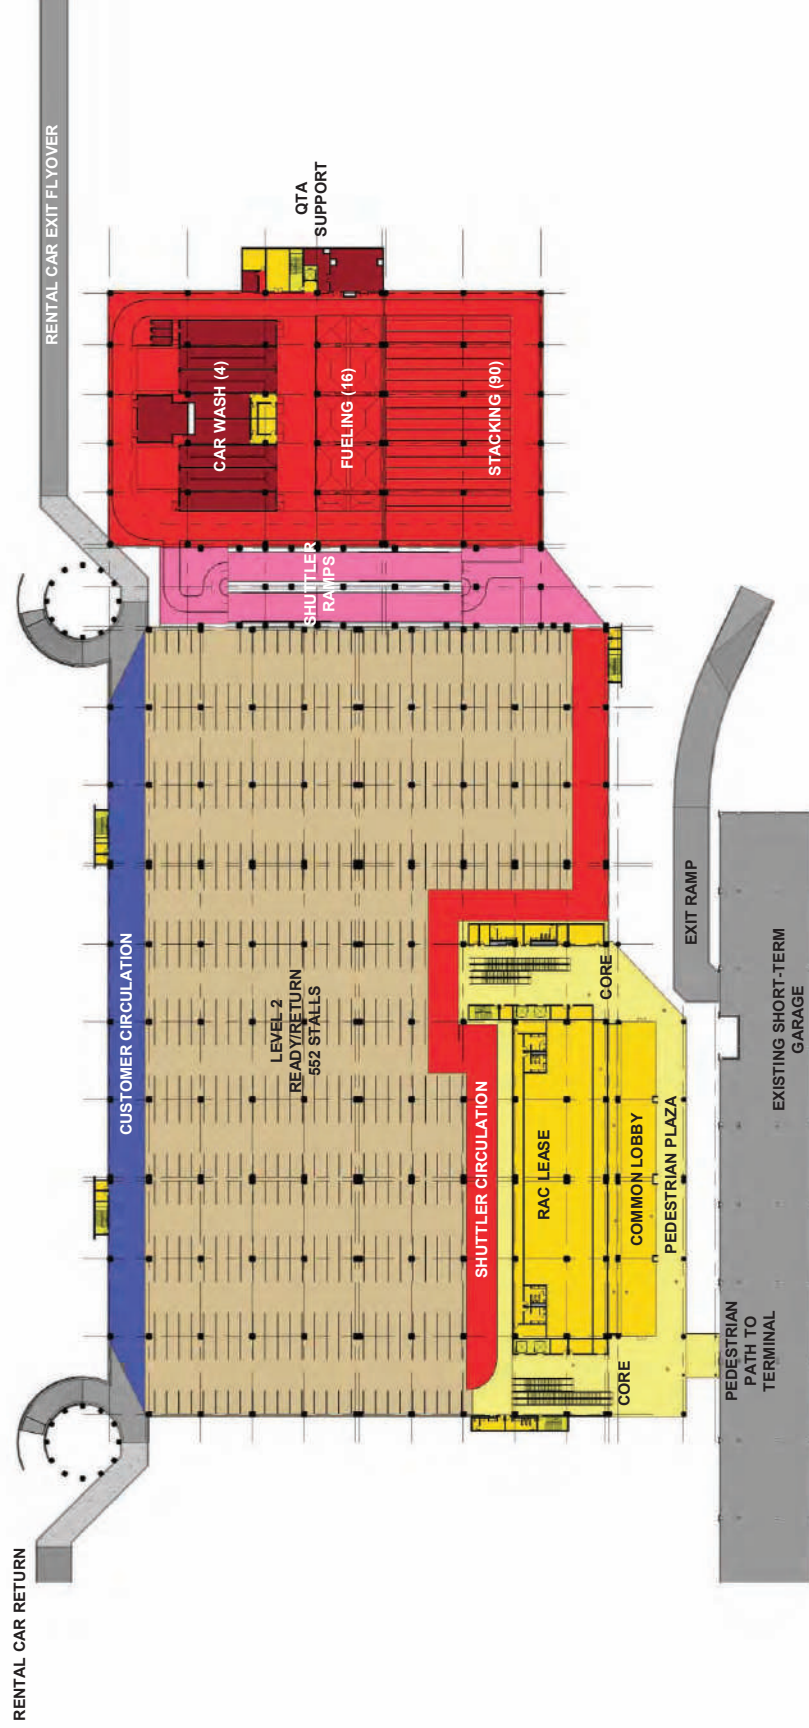 RENTAL CAR EXIT FLYOVER
QTA
SUPPORT
CAR WASH (4)
FUELING (16)
STACKING (90)
SHUTTLER
RAMPS
CUSTOMER CIRCULATION
LEVEL 2
READY/RETURN
552 STALLS
SHUTTLER CIRCULATION
CORE
RAC LEASE
COMMON LOBBY
PEDESTRIAN PLAZA
CORE
EXIT RAMP
EXISTING SHORT-TERM
GARAGE
PEDESTRIAN
PATH TO
TERMINAL
RENTAL CAR RETURN